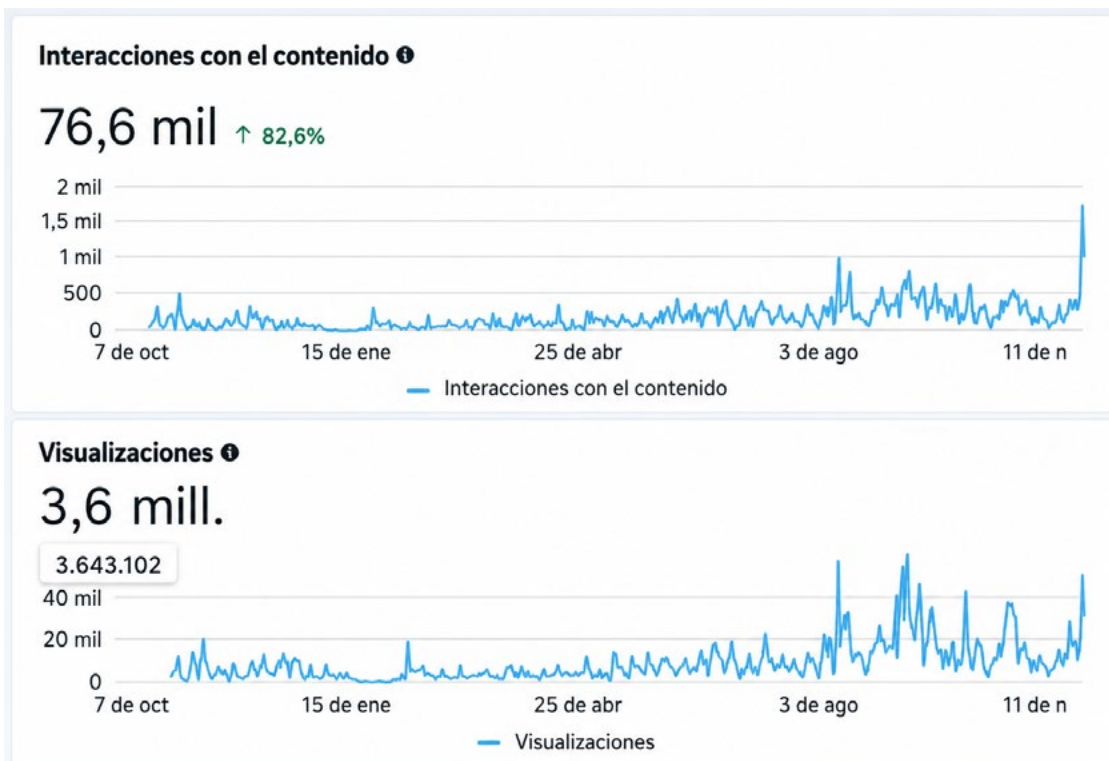 Interacciones con el contenido
76,6 mil ↑ 82,6%
2 mil
1,5 mil
1 mil
500
0
7 de oct 15 de ene 25 de abr 3 de ago 11 de n
Interacciones con el contenido
Visualizaciones
3,6 mill.
3.643.102
40 mil
20 mil
0
7 de oct 15 de ene 25 de abr 3 de ago 11 de n
Visualizaciones